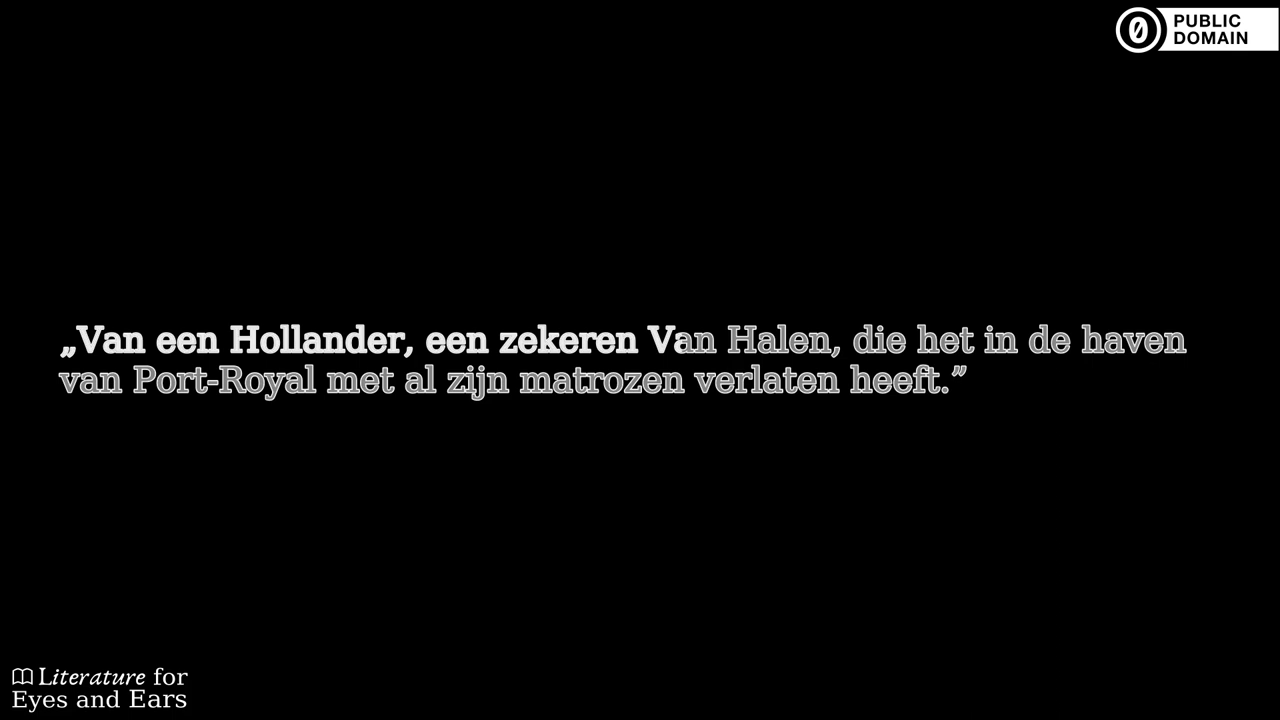 PUBLIC
DOMAIN
„Van een Hollander, een zekeren Van Halen, die het in de haven
van Port-Royal met al zijn matrozen verlaten heeft.”
Literature for
Eyes and Ears